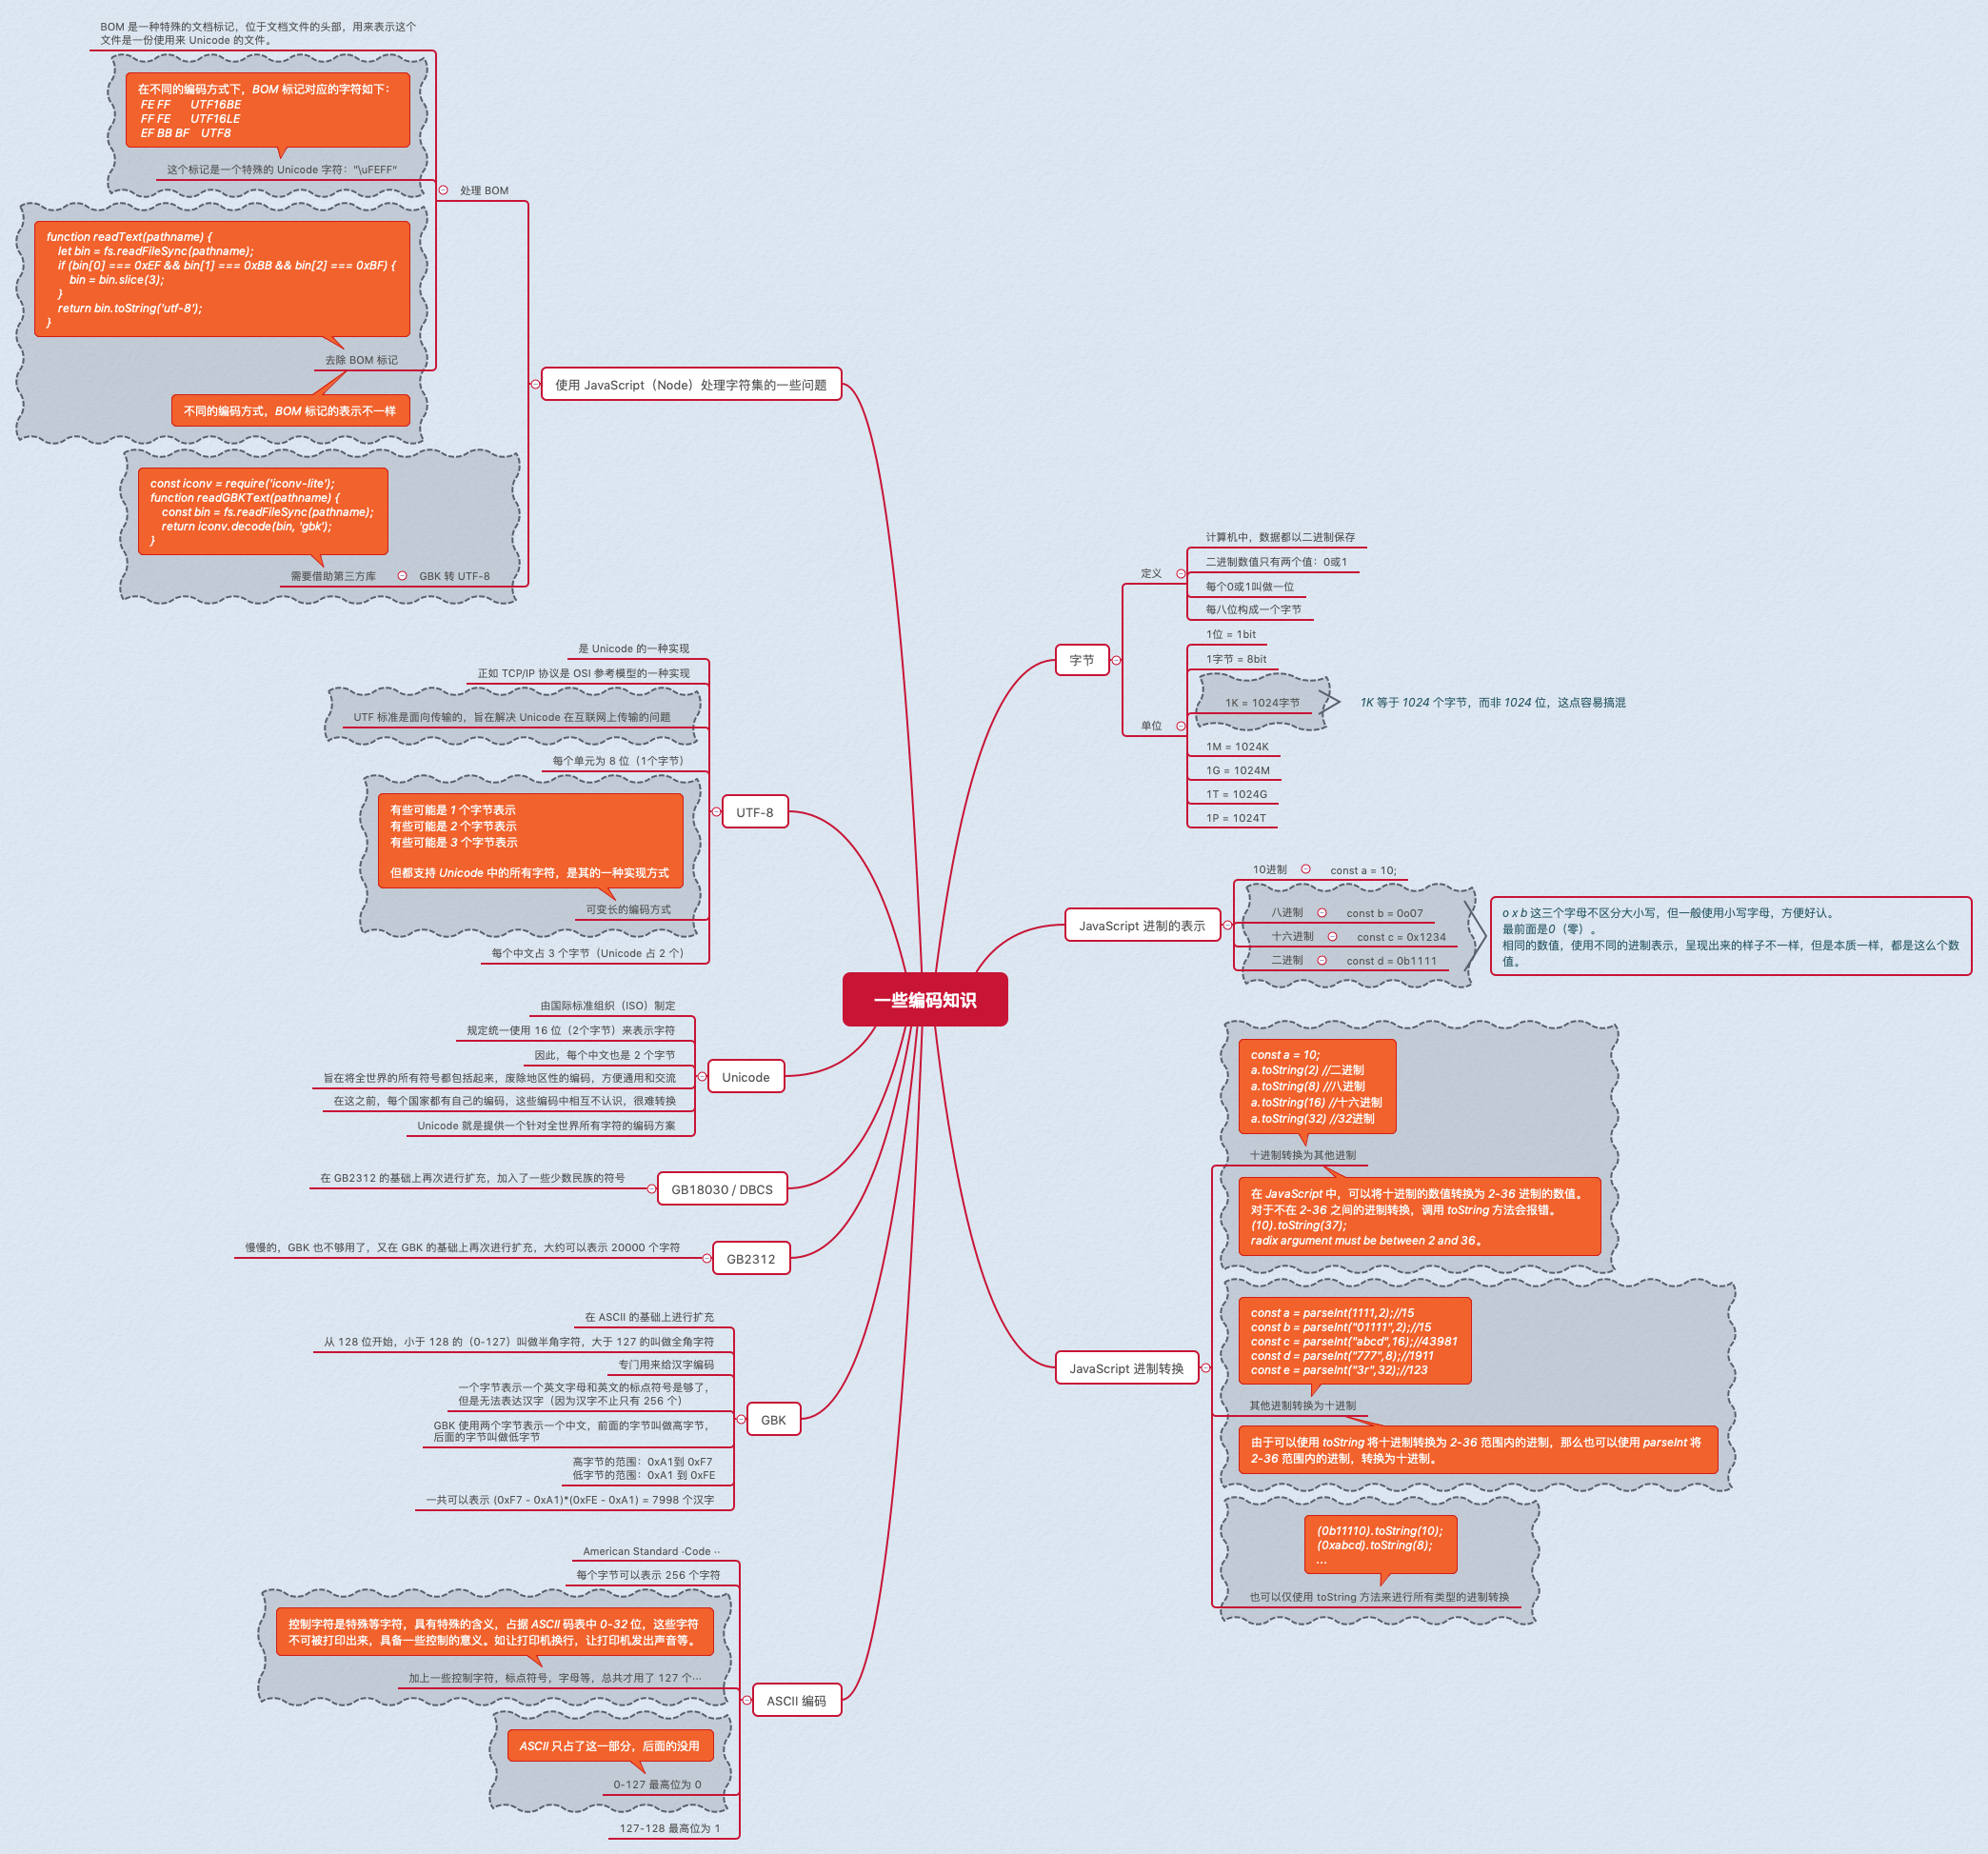 一些编码知识
字节
定义
计算机中，数据都以二进制保存
二进制数值只有两个值：0或1
每个0或1叫做一位
每八位构成一个字节
单位
1位 = 1bit
1字节 = 8bit
1K = 1024字节
1K 等于 1024 个字节，而非 1024 位，这点容易搞混
1M = 1024K
1G = 1024M
1T = 1024G
1P = 1024T
JavaScript 进制的表示
10进制
const a = 10;
八进制
const b = 0o07
十六进制
const c = 0x1234
二进制
const d = 0b1111
o x b 这三个字母不区分大小写，但一般使用小写字母，方便好认。
最前面是0（零）。
相同的数值，使用不同的进制表示，呈现出来的样子不一样，但是本质一样，都是这么个数
值。
JavaScript 进制转换
const a = 10;
a.toString(2) //二进制
a.toString(8) //八进制
a.toString(16) //十六进制
a.toString(32) //32进制
十进制转换为其他进制
在 JavaScript 中，可以将十进制的数值转换为 2-36 进制的数值。
对于不在 2-36 之间的进制转换，调用 toString 方法会报错。
(10).toString(37);
radix argument must be between 2 and 36。
const a = parseInt(1111,2);//15
const b = parseInt("01111",2);//15
const c = parseInt("abcd",16);//43981
const d = parseInt("777",8);//1911
const e = parseInt("3r",32);//123
其他进制转换为十进制
由于可以使用 toString 将十进制转换为 2-36 范围内的进制，那么也可以使用 parseInt 将
2-36 范围内的进制，转换为十进制。
(0b11110).toString(10);
(0xabcd).toString(8);
...
也可以仅使用 toString 方法来进行所有类型的进制转换
使用 JavaScript（Node）处理字符集的一些问题
处理 BOM
BOM 是一种特殊的文档标记，位于文档文件的头部，用来表示这个
文件是一份使用来 Unicode 的文件。
在不同的编码方式下，BOM 标记对应的字符如下：
FE FF UTF16BE
FF FE UTF16LE
EF BB BF UTF8
这个标记是一个特殊的 Unicode 字符："\uFEFF"
function readText(pathname) {
let bin = fs.readFileSync(pathname);
if (bin[0] === 0xEF && bin[1] === 0xBB && bin[2] === 0xBF) {
bin = bin.slice(3);
}
return bin.toString('utf-8');
}
去除 BOM 标记
不同的编码方式，BOM 标记的表示不一样
const iconv = require('iconv-lite');
function readGBKText(pathname) {
const bin = fs.readFileSync(pathname);
return iconv.decode(bin, 'gbk');
}
需要借助第三方库
GBK 转 UTF-8
UTF-8
是 Unicode 的一种实现
正如 TCP/IP 协议是 OSI 参考模型的一种实现
UTF 标准是面向传输的，旨在解决 Unicode 在互联网上传输的问题
每个单元为 8 位（1个字节）
有些可能是 1 个字节表示
有些可能是 2 个字节表示
有些可能是 3 个字节表示
但都支持 Unicode 中的所有字符，是其的一种实现方式
可变长的编码方式
每个中文占 3 个字节（Unicode 占 2 个）
Unicode
由国际标准组织（ISO）制定
规定统一使用 16 位（2个字节）来表示字符
因此，每个中文也是 2 个字节
旨在将全世界的所有符号都包括起来，废除地区性的编码，方便通用和交流
在这之前，每个国家都有自己的编码，这些编码中相互不认识，很难转换
Unicode 就是提供一个针对全世界所有字符的编码方案
GB18030 / DBCS
在 GB2312 的基础上再次进行扩充，加入了一些少数民族的符号
GB2312
慢慢的，GBK 也不够用了，又在 GBK 的基础上再次进行扩充，大约可以表示 20000 个字符
GBK
在 ASCII 的基础上进行扩充
从 128 位开始，小于 128 的（0-127）叫做半角字符，大于 127 的叫做全角字符
专门用来给汉字编码
一个字节表示一个英文字母和英文的标点符号是够了，
但是无法表达汉字（因为汉字不止只有 256 个）
GBK 使用两个字节表示一个中文，前面的字节叫做高字节，
后面的字节叫做低字节
高字节的范围：0xA1到 0xF7
低字节的范围：0xA1 到 0xFE
一共可以表示 (0xF7 - 0xA1)*(0xFE - 0xA1) = 7998 个汉字
ASCII 编码
American Standard ·Code ··
每个字节可以表示 256 个字符
控制字符是特殊等字符，具有特殊的含义，占据 ASCII 码表中 0-32 位，这些字符
不可被打印出来，具备一些控制的意义。如让打印机换行，让打印机发出声音等。
加上一些控制字符，标点符号，字母等，总共才用了 127 个···
ASCII 只占了这一部分，后面的没用
0-127 最高位为 0
127-128 最高位为 1